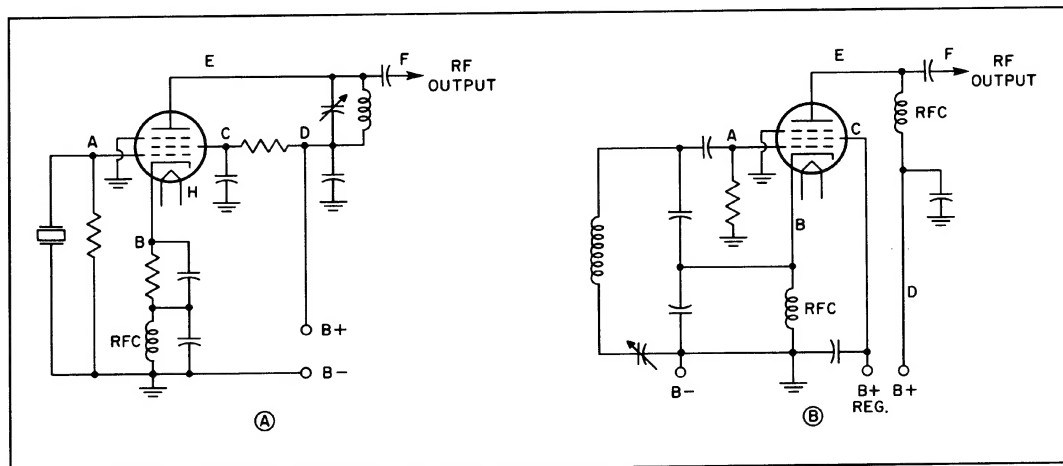 E
F
RF
OUTPUT
A
C
D
H
B
RFC
B+
B-
Ⓐ
E
F
RF
OUTPUT
RFC
A
C
B
D
RFC
B-
B+
REG.
B+
Ⓑ